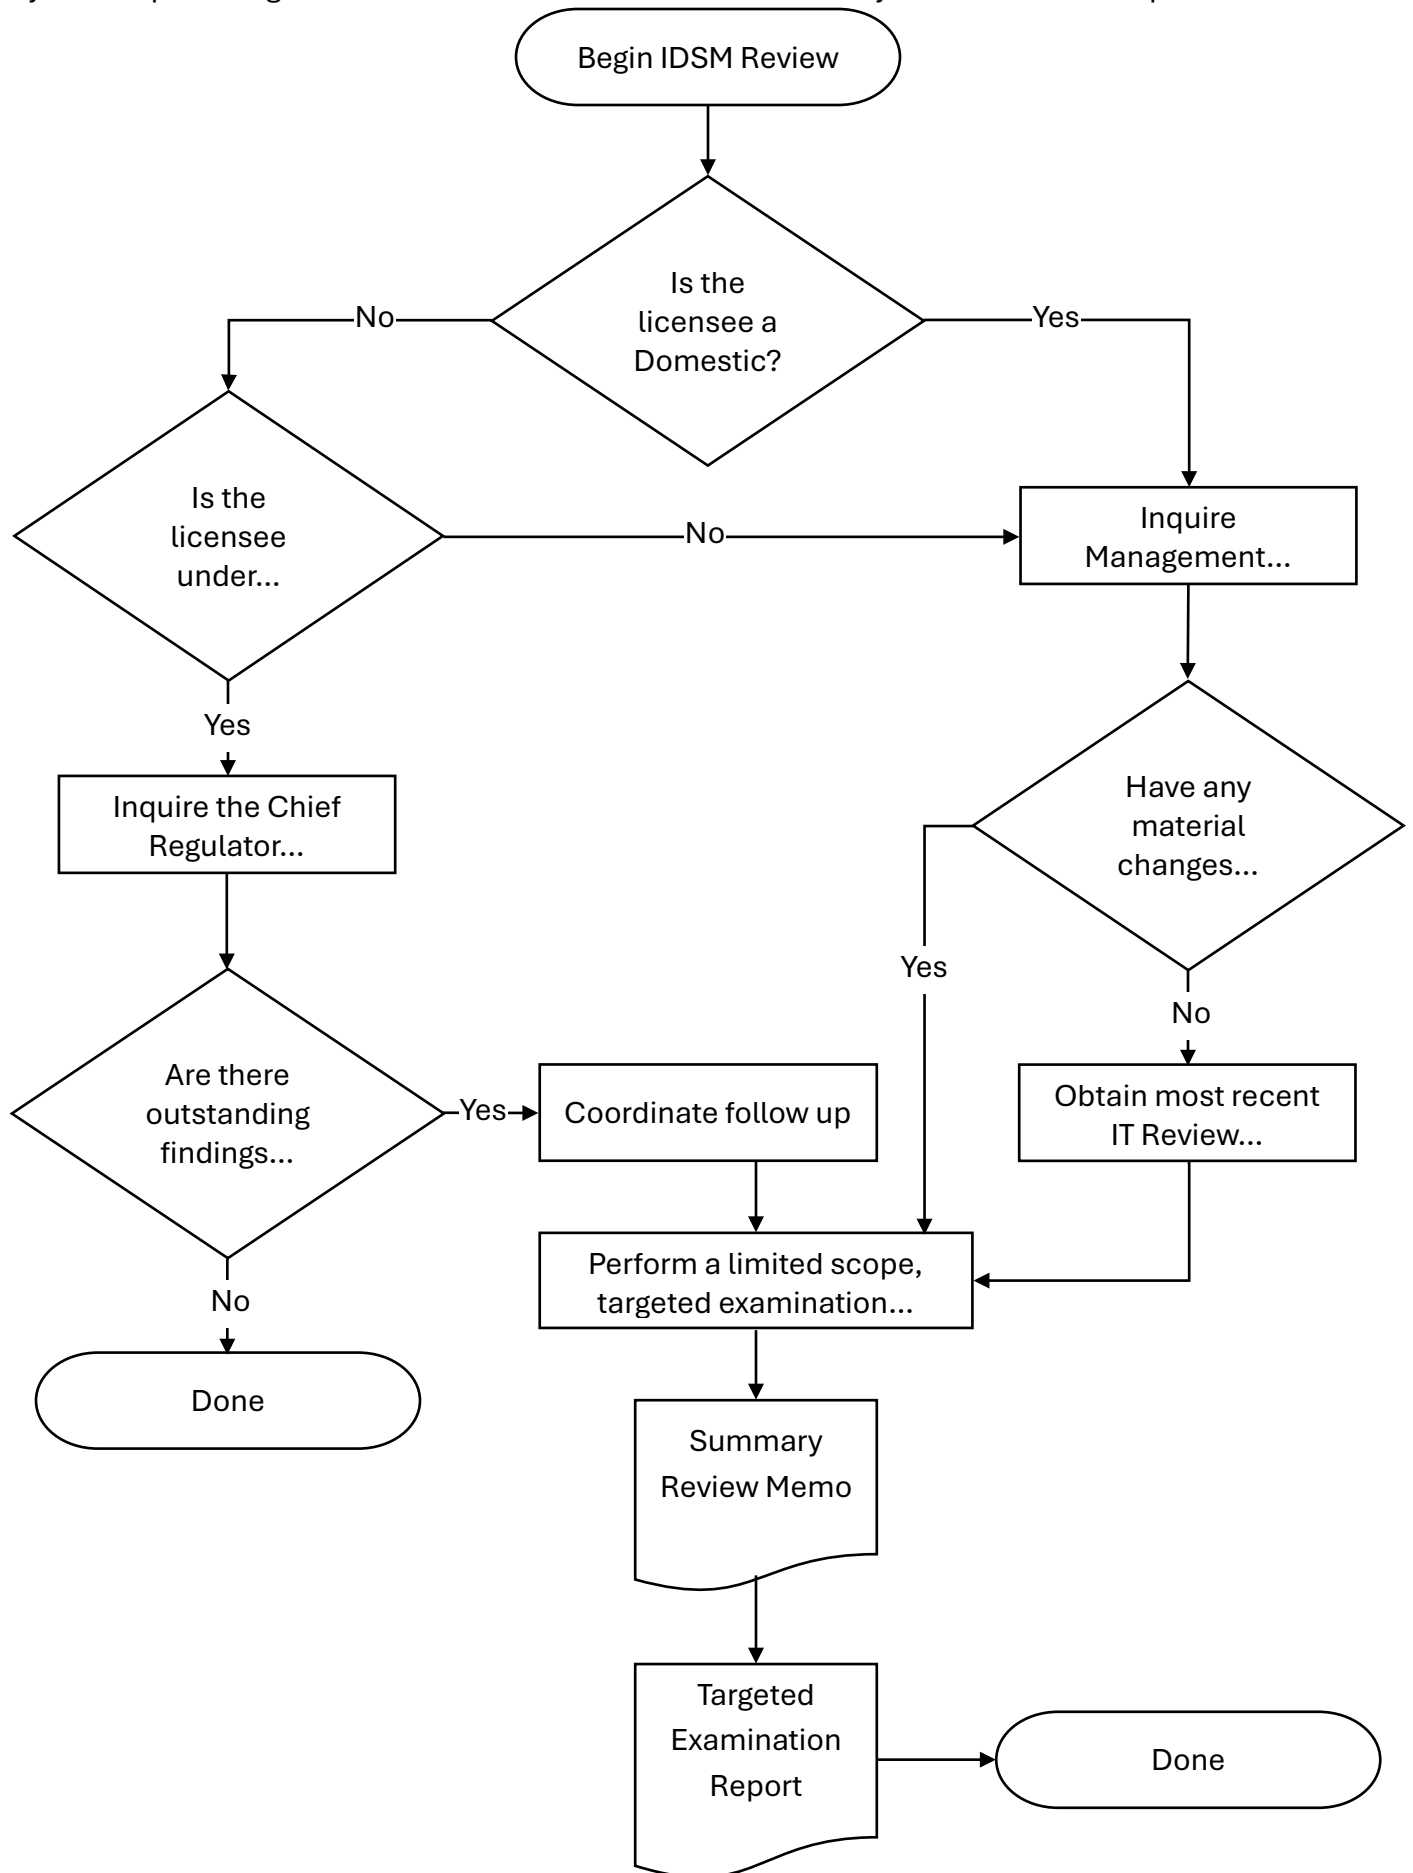 Begin IDSM Review
Is the
licensee a
Domestic?
No
Yes
Is the
licensee
under...
No
Inquire
Management...
Yes
Inquire the Chief
Regulator...
Have any
material
changes...
Yes
No
Are there
outstanding
findings...
Yes
Coordinate follow up
Obtain most recent
IT Review...
Perform a limited scope,
targeted examination...
No
Done
Summary
Review Memo
Targeted
Examination
Report
Done